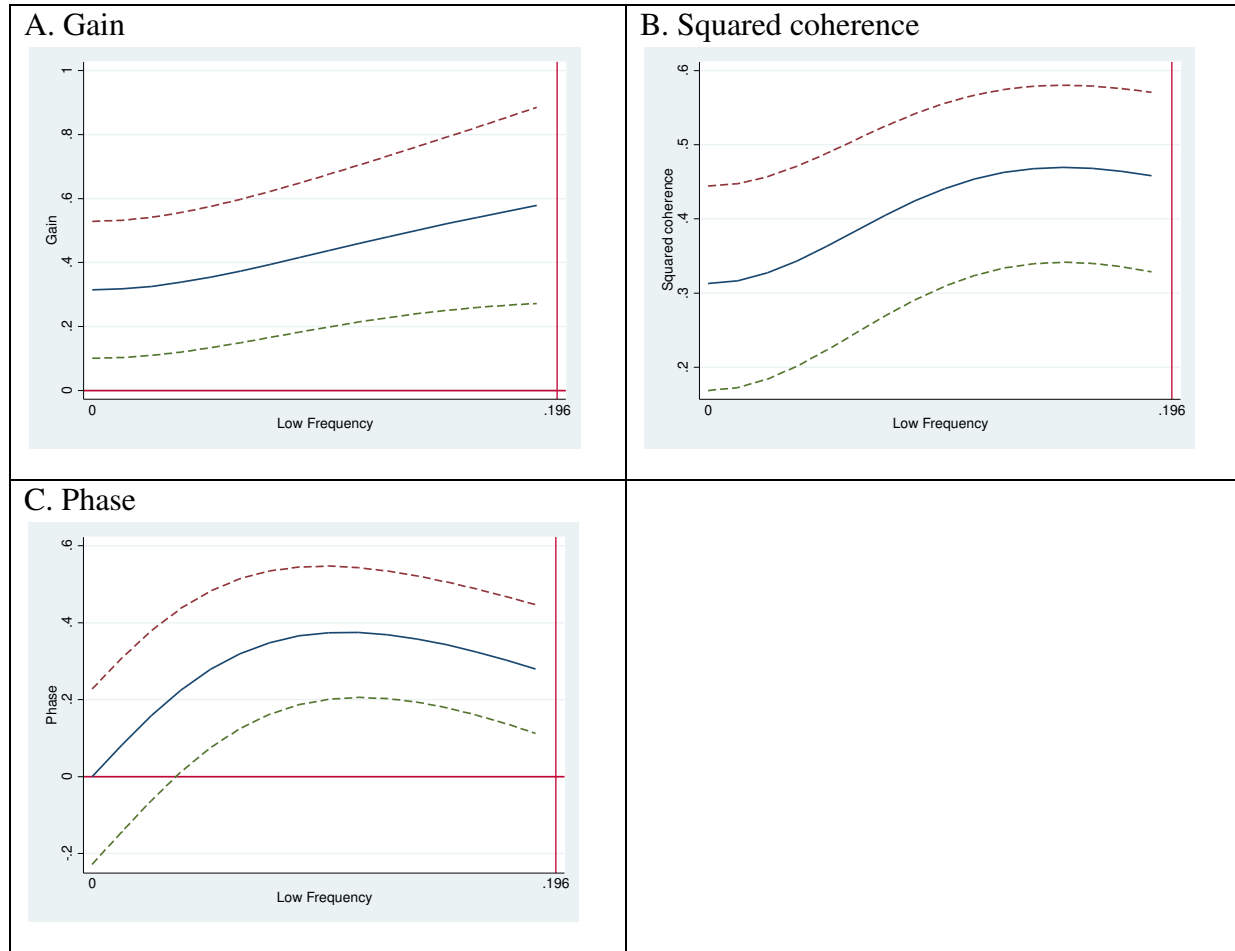 A. Gain
1
.8
.6
.4
.2
0
Gain
0
.196
Low Frequency
B. Squared coherence
.6
.5
.4
.3
.2
Squared coherence
0
.196
Low Frequency
C. Phase
.6
.4
.2
0
-.2
Phase
0
.196
Low Frequency